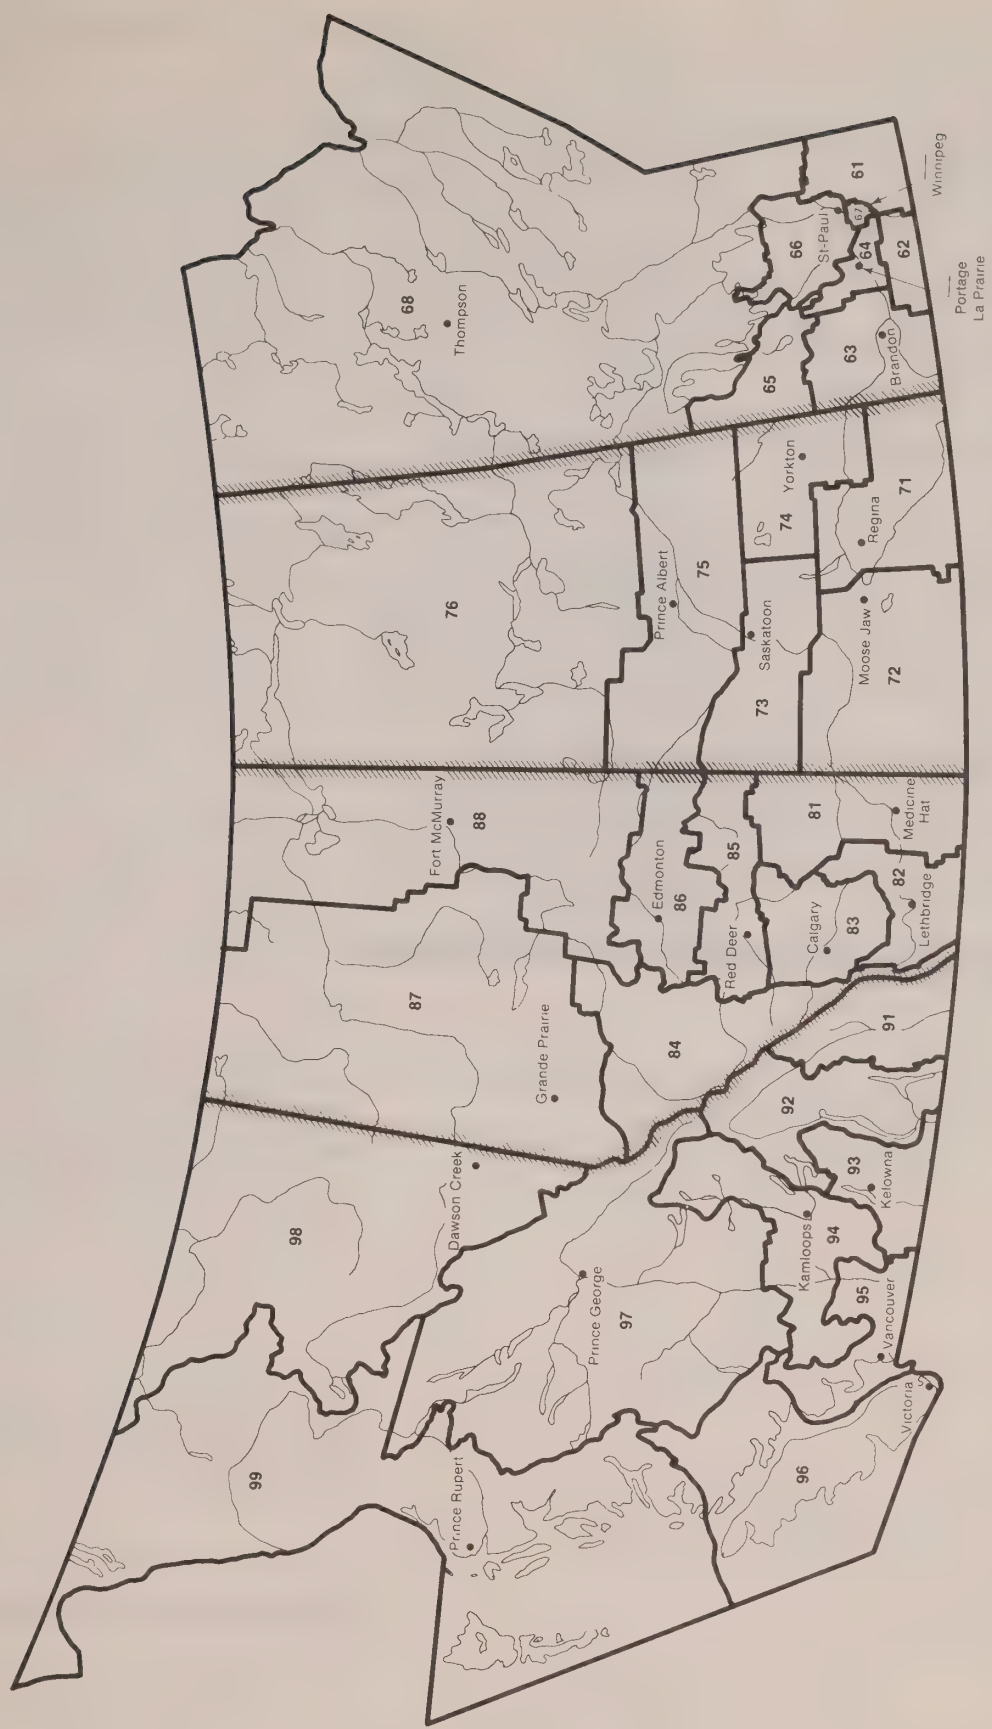 99
98
Prince Rupert
Dawson Creek
Prince George
97
96
Victoria
Vancouver
95
Kamloops
94
93
Kelowna
92
91
87
Grande Prairie
84
Fort McMurray
88
Edmonton
86
Red Deer
85
Calgary
83
82
Lethbridge
81
Medicine
Hat
76
Prince Albert
75
Saskatoon
73
74
Yorkton
Regina
71
Moose Jaw
72
68
Thompson
65
66
St-Paul
67
64
63
Brandon
62
61
Portage
La Prairie
Winnipeg